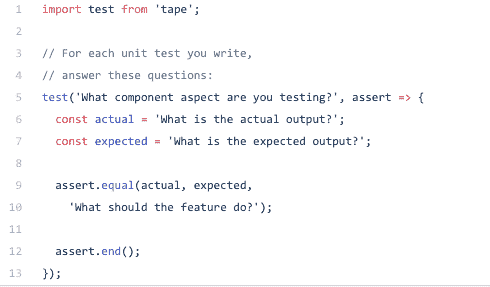 1 import test from 'tape';
2
3 // For each unit test you write,
4 // answer these questions:
5 test('What component aspect are you testing?', assert => {
6 const actual = 'What is the actual output?';
7 const expected = 'What is the expected output?';
8
9 assert.equal(actual, expected,
10 'What should the feature do?');
11
12 assert.end();
13 });